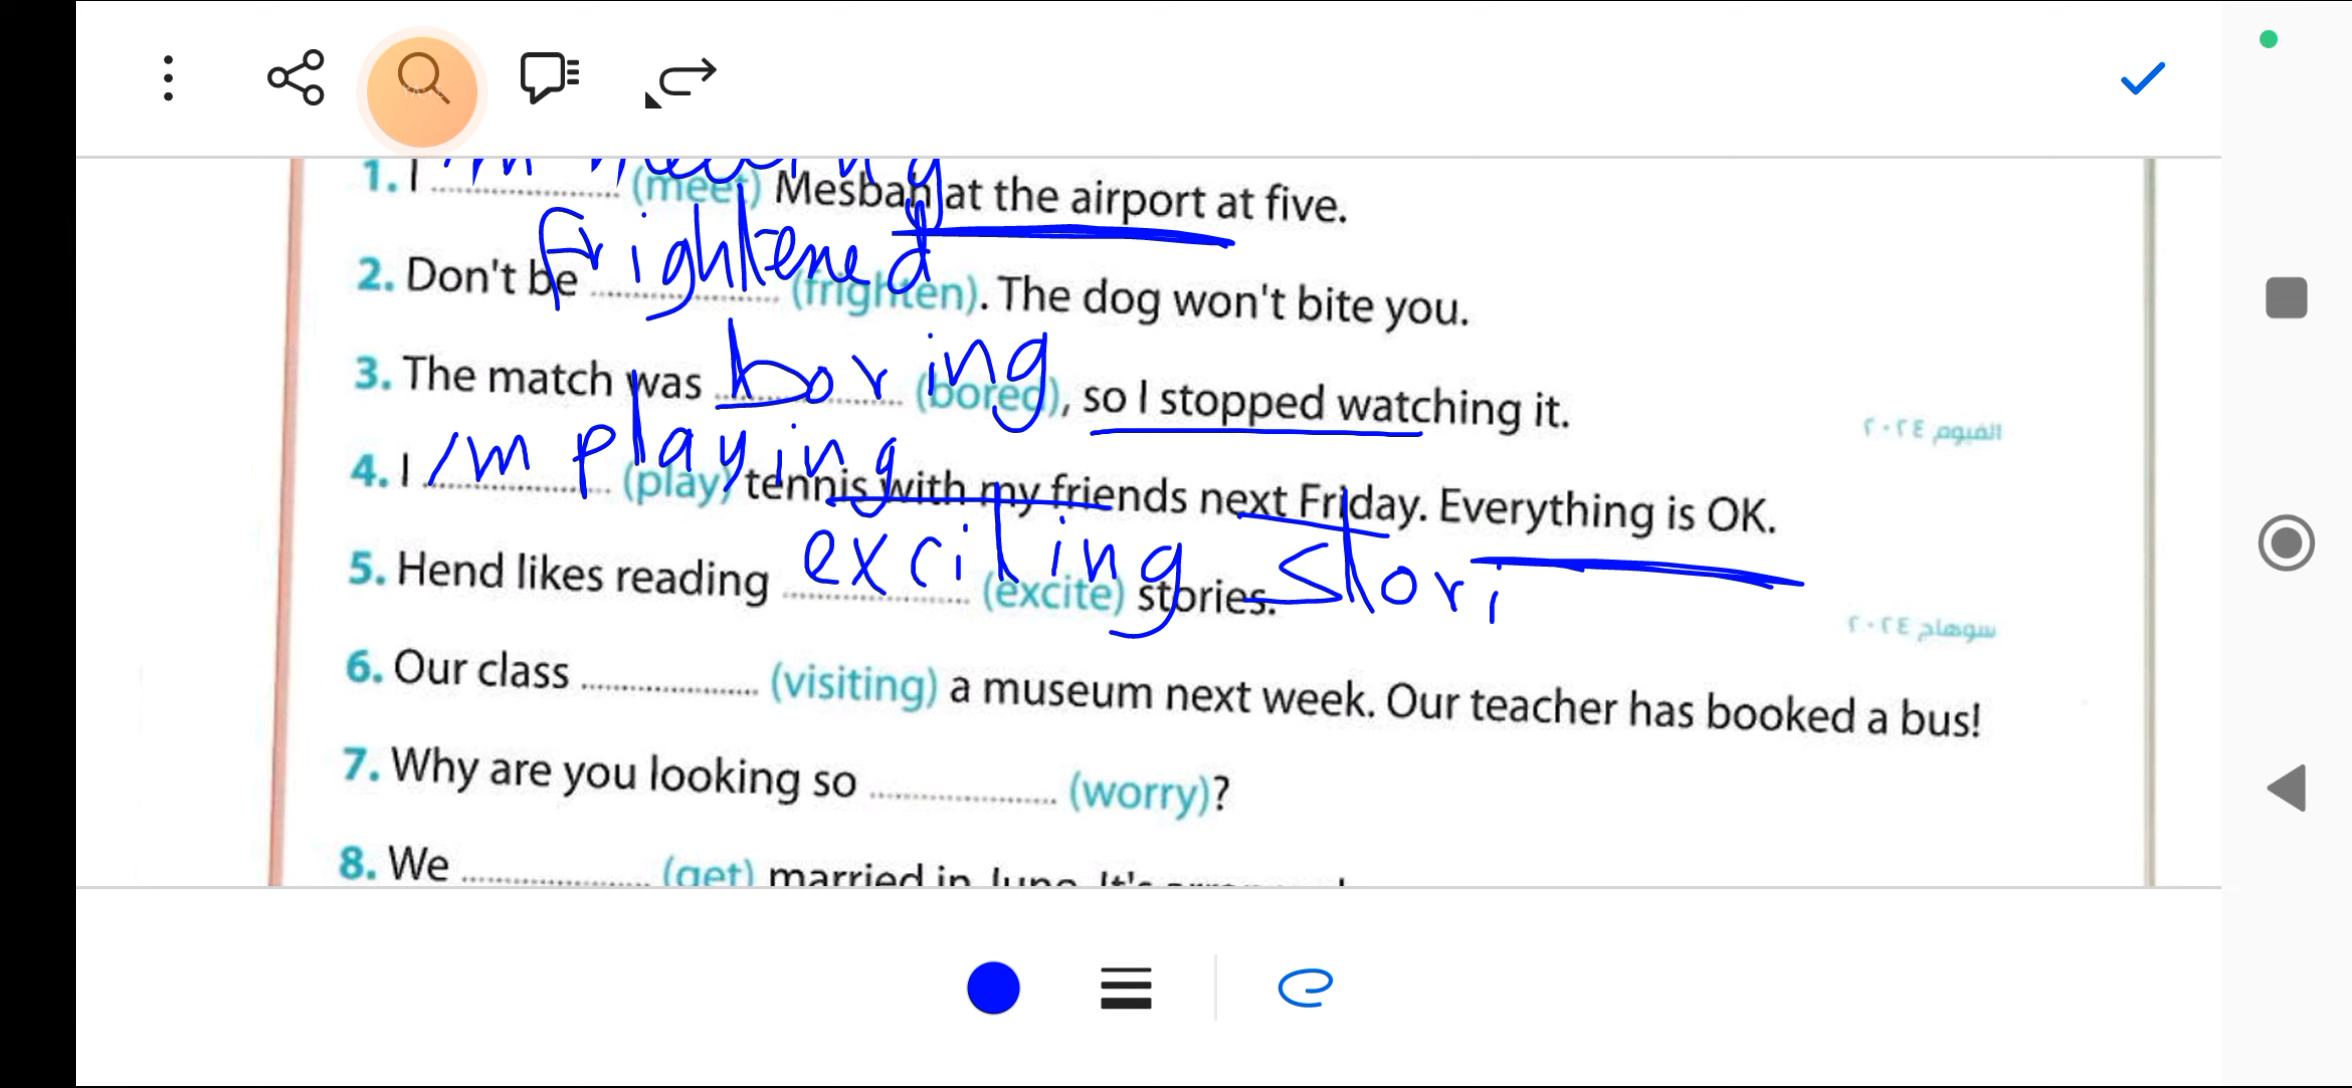 1. I 'm meeting (meet) Mesbah at the airport at five.
2. Don't be frightened (frighten). The dog won't bite you.
3. The match was boring (bored), so I stopped watching it.
الفيوم ٢٠٢٤
4. I 'm playing (play) tennis with my friends next Friday. Everything is OK.
5. Hend likes reading exciting (excite) stories. stori
سوهاج ٢٠٢٤
6. Our class .................... (visiting) a museum next week. Our teacher has booked a bus!
7. Why are you looking so .................... (worry)?
8. We .................... (get) married in June. It's